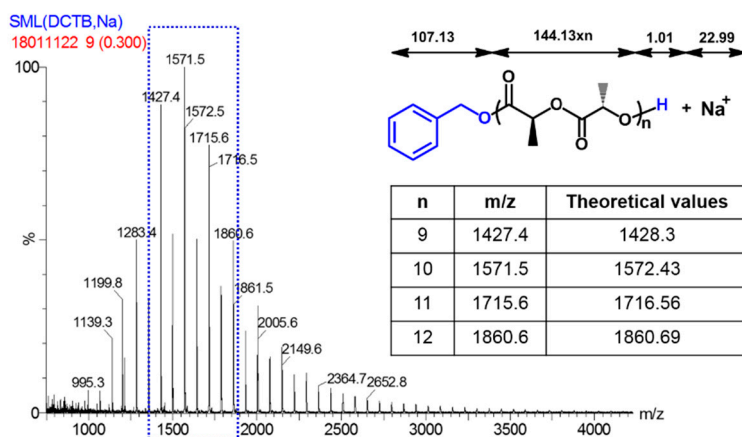 SML(DCTB,Na)
18011122 9 (0.300)
100
%
0
1571.5
1427.4
1572.5
1715.6
1716.5
1283.4
1860.6
1199.8
1861.5
1139.3
2005.6
2149.6
995.3
2364.7
2652.8
1000 1500 2000 2500 3000 3500 4000
m/z
107.13 144.13xn 1.01 22.99
O
O ( O O H + Na⁺
n
O
n m/z Theoretical values
9 1427.4 1428.3
10 1571.5 1572.43
11 1715.6 1716.56
12 1860.6 1860.69